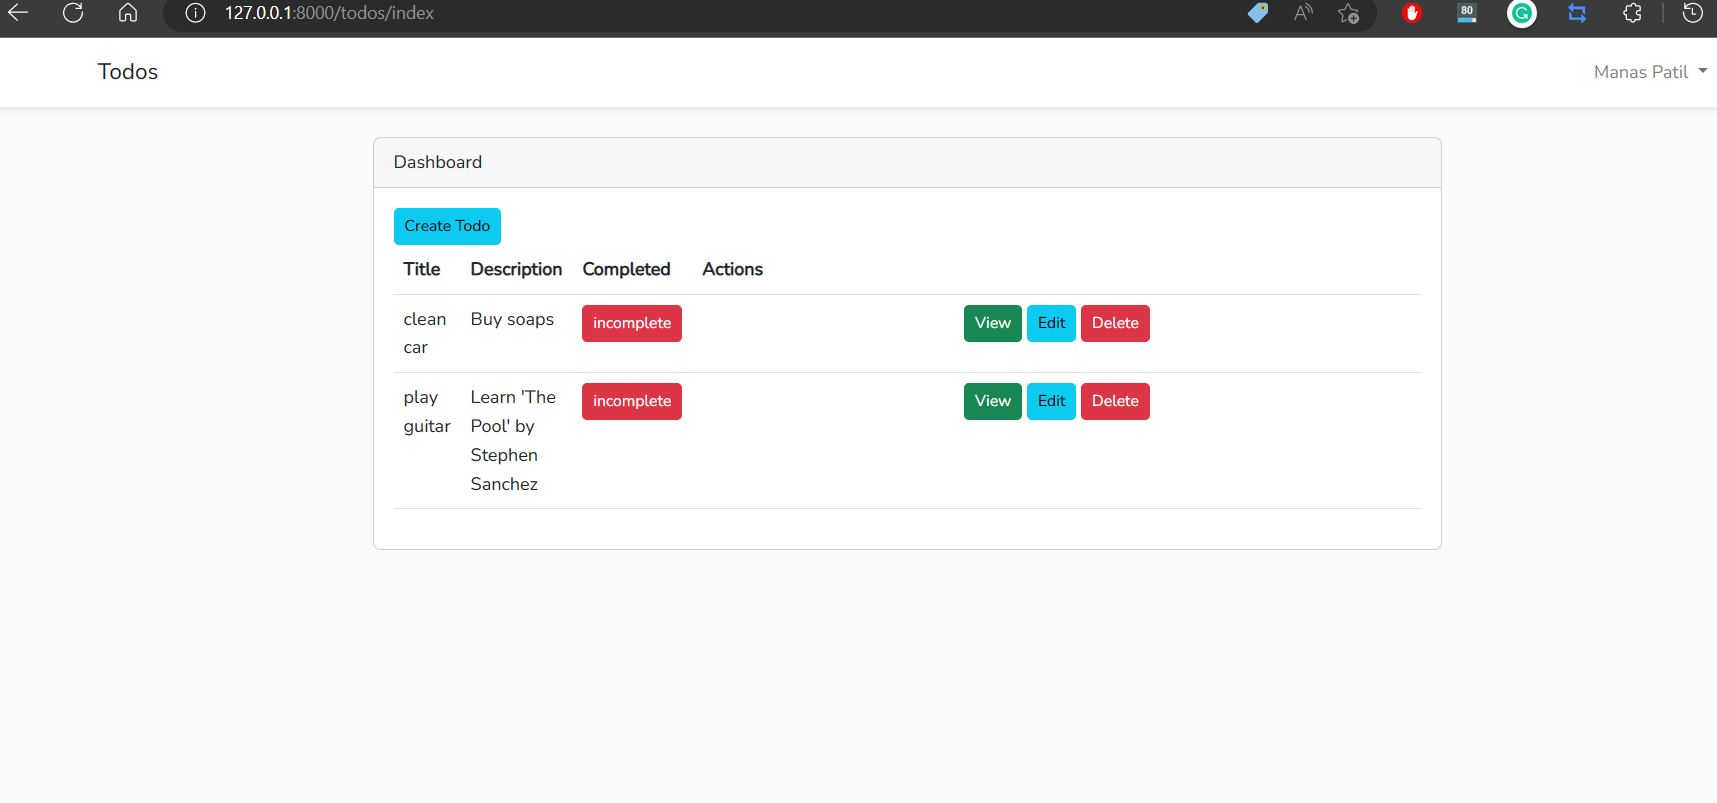 127.0.0.1:8000/todos/index
80
Todos
Manas Patil
Dashboard
Create Todo
Title Description Completed Actions
clean Buy soaps incomplete View Edit Delete
car
play Learn 'The incomplete View Edit Delete
guitar Pool' by
Stephen
Sanchez